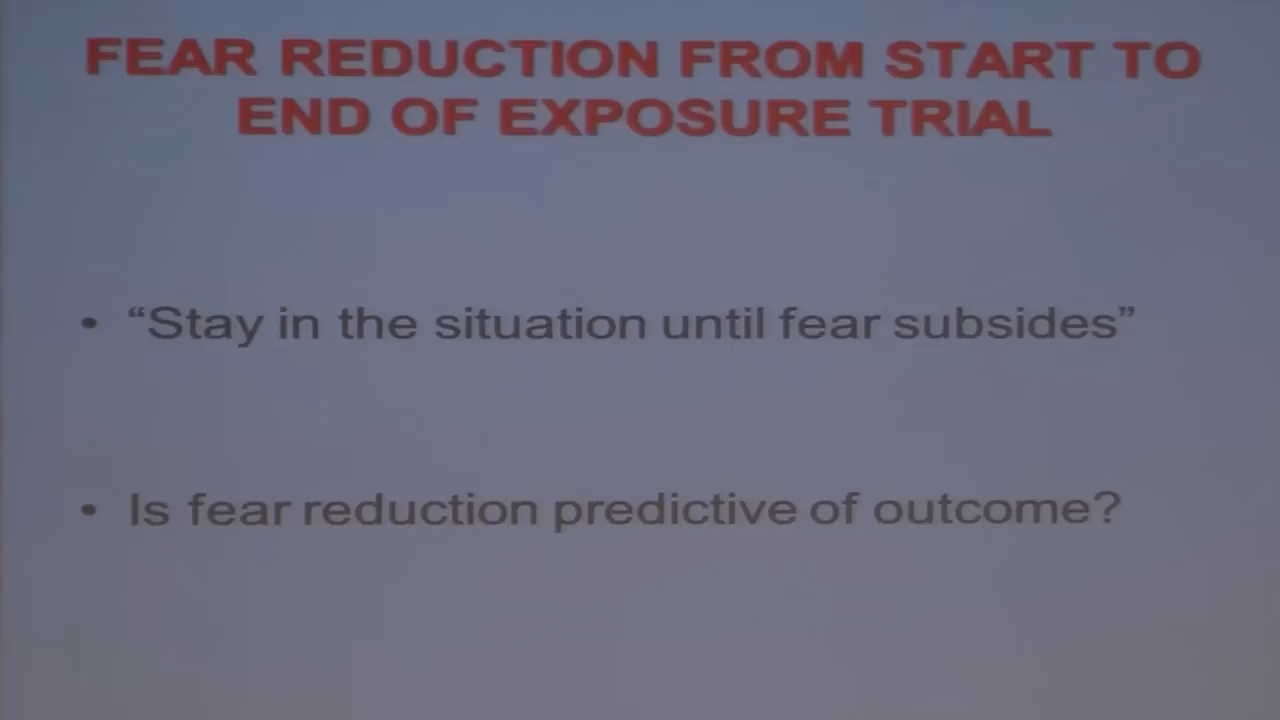 FEAR REDUCTION FROM START TO
END OF EXPOSURE TRIAL
• “Stay in the situation until fear subsides”
• Is fear reduction predictive of outcome?